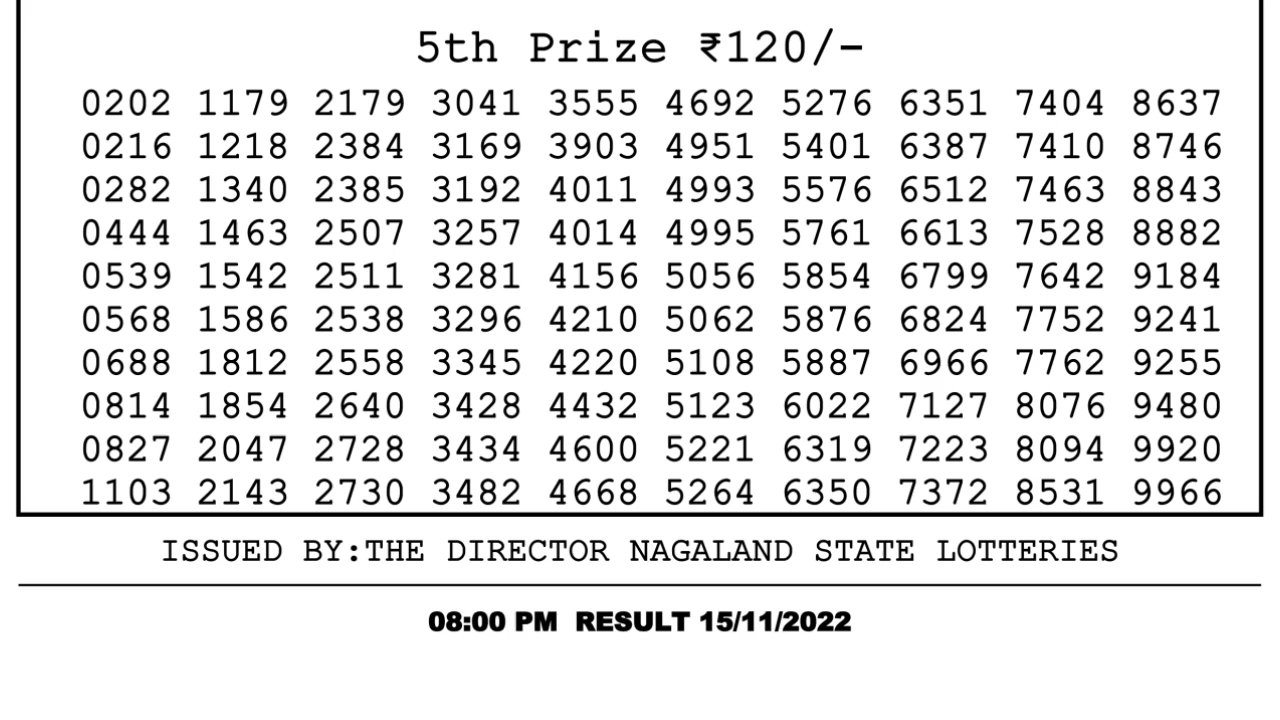 5th Prize ₹120/-
0202 1179 2179 3041 3555 4692 5276 6351 7404 8637
0216 1218 2384 3169 3903 4951 5401 6387 7410 8746
0282 1340 2385 3192 4011 4993 5576 6512 7463 8843
0444 1463 2507 3257 4014 4995 5761 6613 7528 8882
0539 1542 2511 3281 4156 5056 5854 6799 7642 9184
0568 1586 2538 3296 4210 5062 5876 6824 7752 9241
0688 1812 2558 3345 4220 5108 5887 6966 7762 9255
0814 1854 2640 3428 4432 5123 6022 7127 8076 9480
0827 2047 2728 3434 4600 5221 6319 7223 8094 9920
1103 2143 2730 3482 4668 5264 6350 7372 8531 9966
ISSUED BY:THE DIRECTOR NAGALAND STATE LOTTERIES
08:00 PM RESULT 15/11/2022